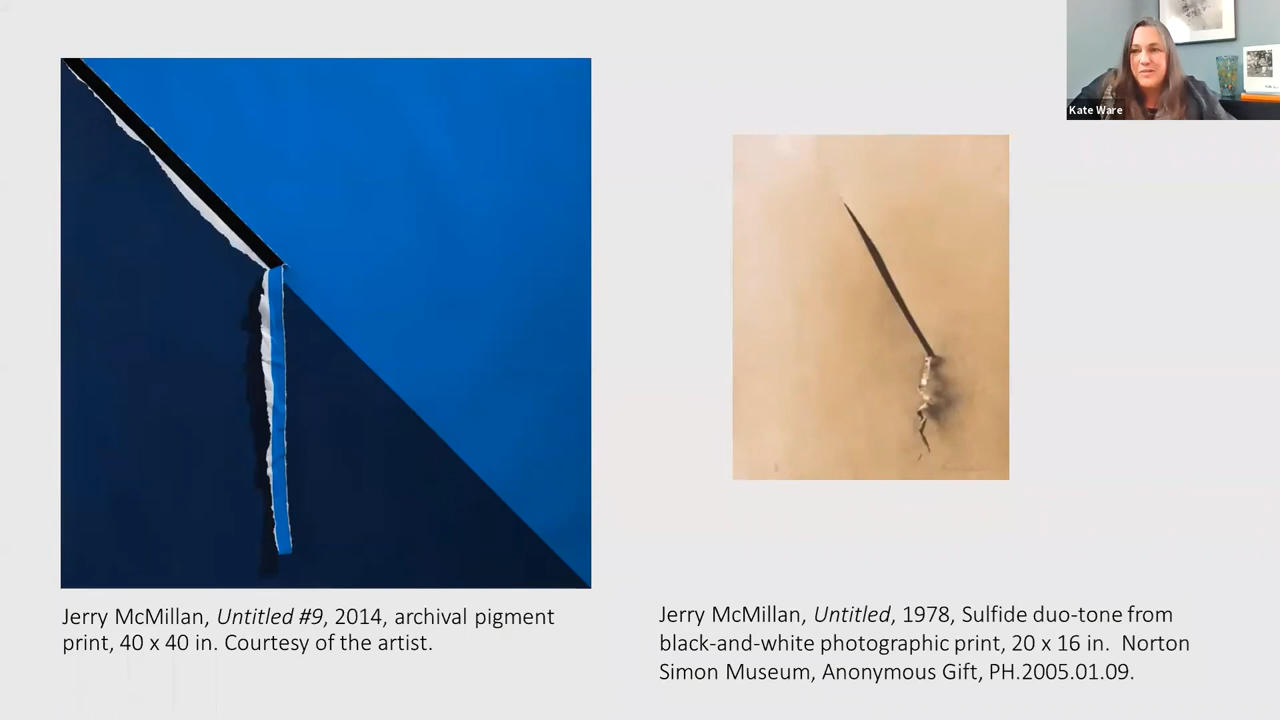 Kate Ware
Jerry McMillan, Untitled #9, 2014, archival pigment
print, 40 x 40 in. Courtesy of the artist.
Jerry McMillan, Untitled, 1978, Sulfide duo-tone from
black-and-white photographic print, 20 x 16 in.  Norton
Simon Museum, Anonymous Gift, PH.2005.01.09.